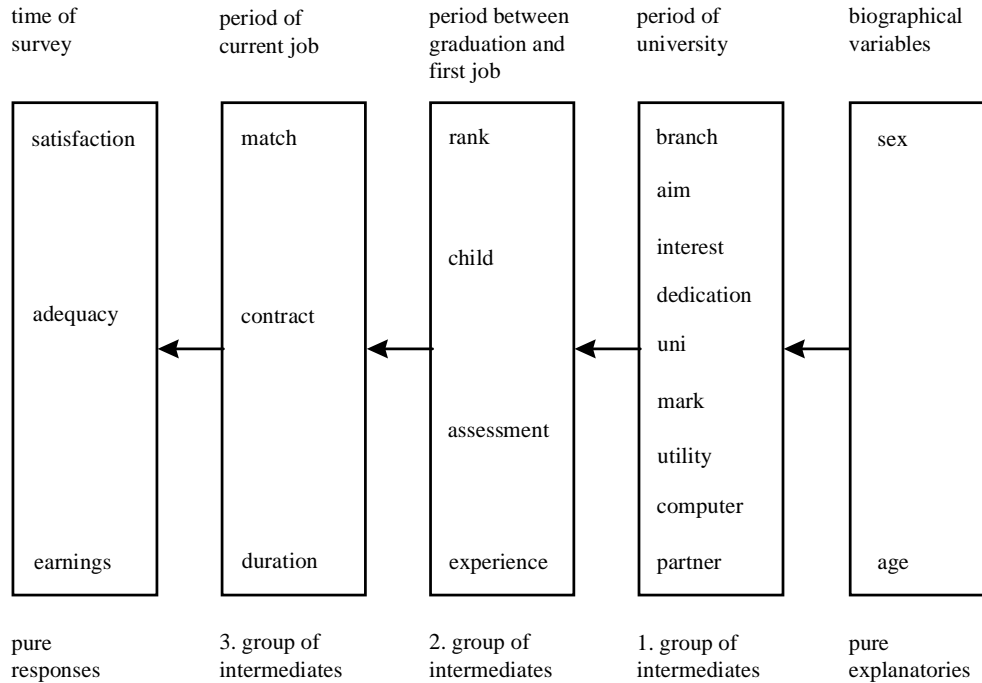 time of
survey
period of
current job
period between
graduation and
first job
period of
university
biographical
variables
satisfaction
adequacy
earnings
match
contract
duration
rank
child
assessment
experience
branch
aim
interest
dedication
uni
mark
utility
computer
partner
sex
age
pure
responses
3. group of
intermediates
2. group of
intermediates
1. group of
intermediates
pure
explanatories